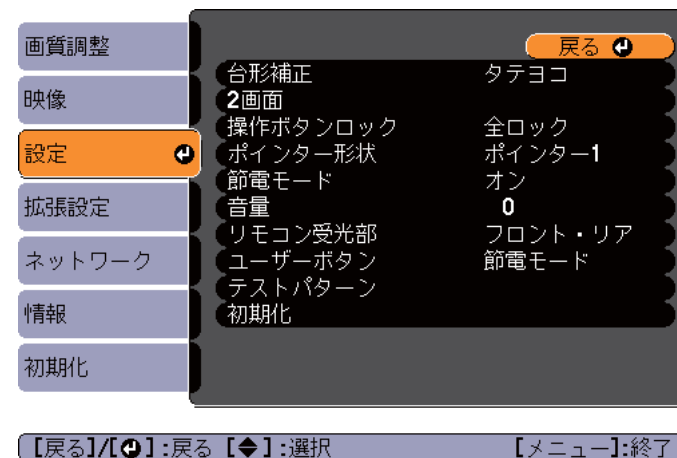 画質調整
映像
設定
拡張設定
ネットワーク
情報
初期化
戻る
台形補正 タテヨコ
2画面
操作ボタンロック 全ロック
ポインター形状 ポインター1
節電モード オン
音量 0
リモコン受光部 フロント・リア
ユーザーボタン 節電モード
テストパターン
初期化
【戻る】/【⏎】:戻る 【◆】:選択 【メニュー】:終了